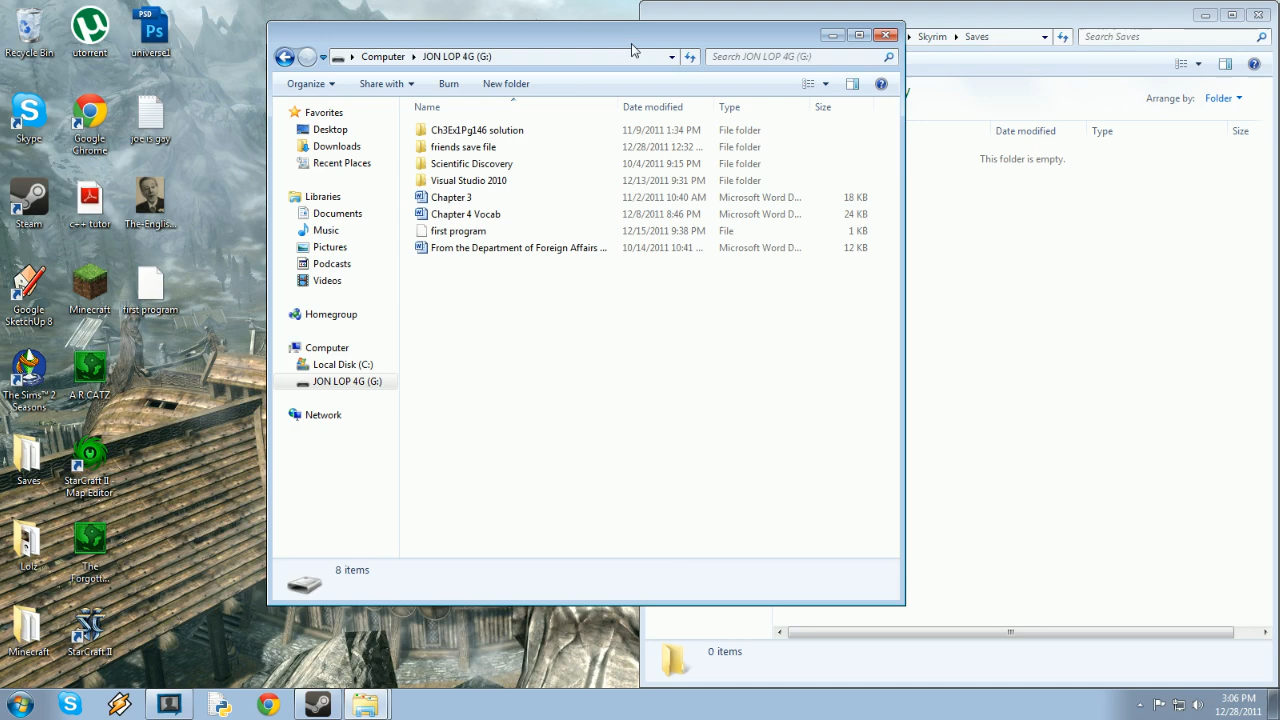 Recycle Bin
utorrent
universe1
Skype
Google
Chrome
joe is gay
Steam
c++ tutor
The-Englis...
Google
SketchUp 8
Minecraft
first program
The Sims™ 2
Seasons
A.R.CATZ
Saves
StarCraft II -
Map Editor
Lolz
The
Forgott...
Minecraft
StarCraft II
PSD
Ps
Computer
JON LOP 4G (G:)
Search JON LOP 4G (G:)
Organize
Share with
Burn
New folder
Favorites
Desktop
Downloads
Recent Places
Libraries
Documents
Music
Pictures
Podcasts
Videos
Homegroup
Computer
Local Disk (C:)
JON LOP 4G (G:)
Network
Name Date modified Type Size
Ch3Ex1Pg146 solution 11/9/2011 1:34 PM File folder
friends save file 12/28/2011 12:32 ... File folder
Scientific Discovery 10/4/2011 9:15 PM File folder
Visual Studio 2010 12/13/2011 9:31 PM File folder
Chapter 3 11/2/2011 10:40 AM Microsoft Word D... 18 KB
Chapter 4 Vocab 12/8/2011 8:46 PM Microsoft Word D... 24 KB
first program 12/15/2011 9:38 PM File 1 KB
From the Department of Foreign Affairs ... 10/14/2011 10:41 ... Microsoft Word D... 12 KB
8 items
Skyrim
Saves
Search Saves
Arrange by: Folder
Date modified Type Size
This folder is empty.
0 items
3:06 PM
12/28/2011